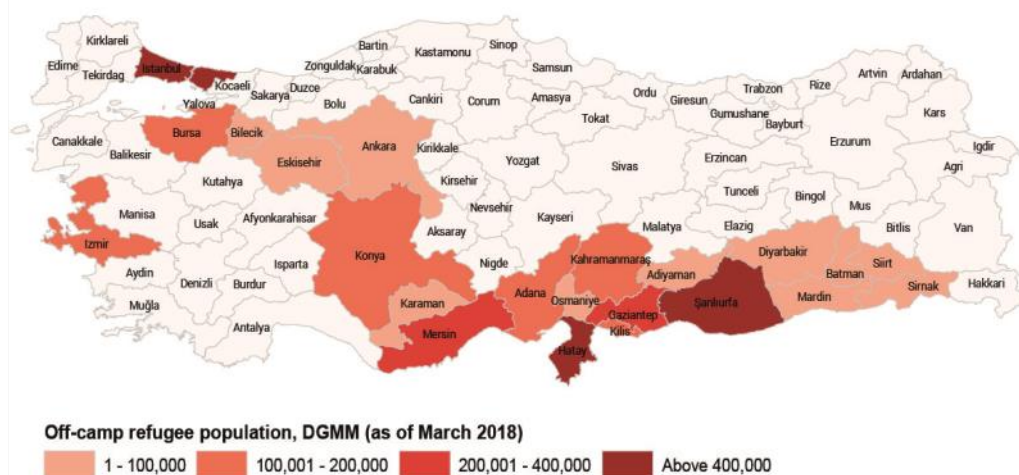 Kirklareli
Edirne
Tekirdag
Istanbul
Kocaeli
Yalova
Sakarya
Duzce
Zonguldak
Bartin
Karabuk
Kastamonu
Sinop
Samsun
Bolu
Cankiri
Corum
Amasya
Ordu
Giresun
Trabzon
Rize
Artvin
Ardahan
Kars
Gumushane
Bayburt
Tokat
Canakkale
Balikesir
Bursa
Bilecik
Eskisehir
Ankara
Kirikkale
Yozgat
Sivas
Erzincan
Erzurum
Igdir
Agri
Kutahya
Kirsehir
Nevsehir
Kayseri
Tunceli
Bingol
Mus
Bitlis
Van
Manisa
Usak
Afyonkarahisar
Aksaray
Malatya
Elazig
Izmir
Konya
Nigde
Kahramanmaraş
Adiyaman
Diyarbakir
Siirt
Batman
Sirnak
Hakkari
Aydin
Denizli
Burdur
Isparta
Karaman
Adana
Osmaniye
Gaziantep
Şanlıurfa
Mardin
Muğla
Antalya
Mersin
Kilis
Hatay
Off-camp refugee population, DGMM (as of March 2018)
1 - 100,000 100,001 - 200,000 200,001 - 400,000 Above 400,000